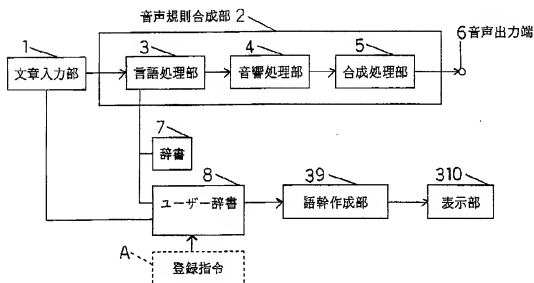 音声規則合成部 2
1
3
4
5
6 音声出力端
文章入力部
言語処理部
音響処理部
合成処理部
7
辞書
8
39
310
ユーザー辞書
語幹作成部
表示部
A
登録指令